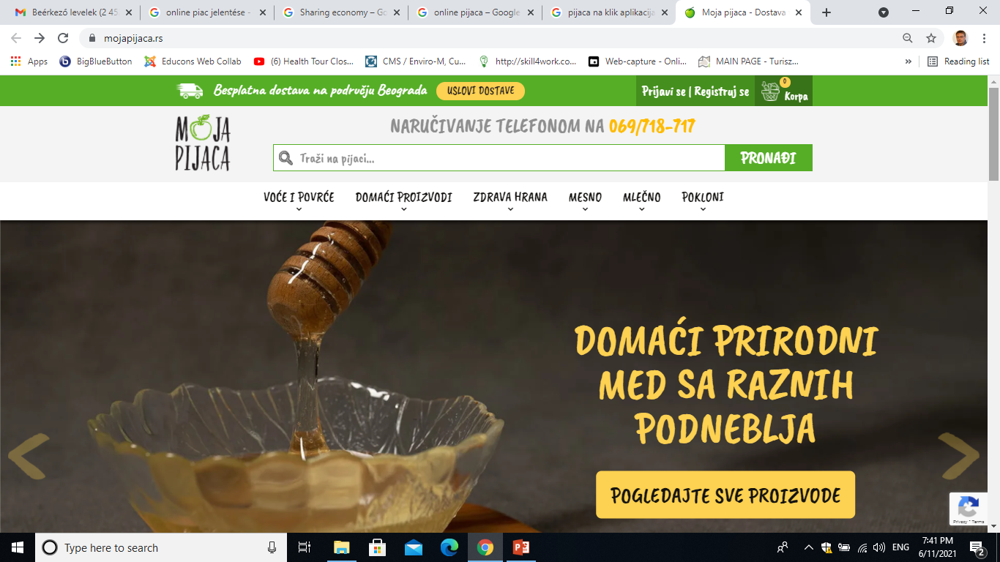 Beérkező levelek (2 45
online piac jelentése -
Sharing economy – Go
online pijaca – Google
pijaca na klik aplikacija
Moja pijaca - Dostava
mojapijaca.rs
Apps
BigBlueButton
Educons Web Collab
(6) Health Tour Clos...
CMS / Enviro-M, Cu...
http://skill4work.co...
Web-capture - Onli...
MAIN PAGE - Turisz...
»
Reading list
Besplatna dostava na području Beograda
USLOVI DOSTAVE
Prijavi se | Registruj se
0
Korpa
MOJA
PIJACA
NARUČIVANJE TELEFONOM NA 069/718-717
Traži na pijaci...
PRONAĐI
VOĆE I POVRĆE
DOMAĆI PROIZVODI
ZDRAVA HRANA
MESNO
MLEČNO
POKLONI
DOMAĆI PRIRODNI
MED SA RAZNIH
PODNEBLJA
POGLEDAJTE SVE PROIZVODE
Privacy - Terms
Type here to search
ENG
7:41 PM
6/11/2021
2